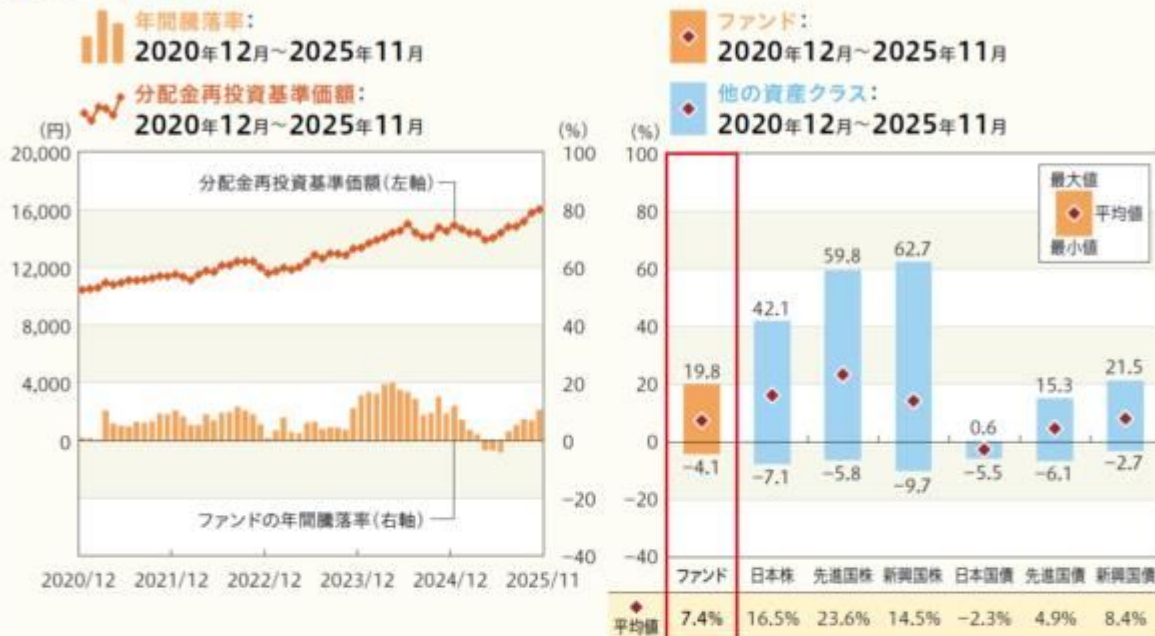 年間騰落率：
2020年12月～2025年11月
分配金再投資基準価額：
2020年12月～2025年11月
(円)
(%)
20,000
16,000
12,000
8,000
4,000
0
100
80
60
40
20
0
−20
−40
分配金再投資基準価額(左軸)
ファンドの年間騰落率(右軸)
2020/12 2021/12 2022/12 2023/12 2024/12 2025/11
ファンド：
2020年12月～2025年11月
他の資産クラス：
2020年12月～2025年11月
(%)
100
80
60
40
20
0
−20
−40
最大値
平均値
最小値
19.8 42.1 59.8 62.7 0.6 15.3 21.5
−4.1 −7.1 −5.8 −9.7 −5.5 −6.1 −2.7
ファンド 日本株 先進国株 新興国株 日本国債 先進国債 新興国債
平均値 7.4% 16.5% 23.6% 14.5% −2.3% 4.9% 8.4%